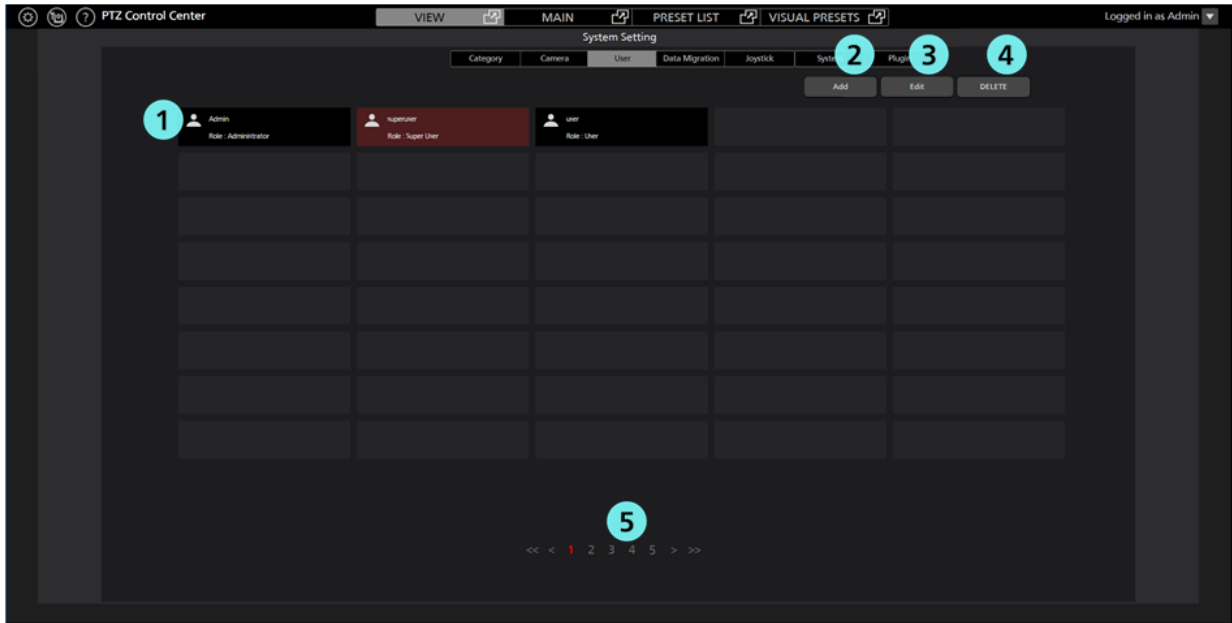 ? PTZ Control Center VIEW MAIN PRESET LIST VISUAL PRESETS Logged in as Admin
System Setting
Category Camera User Data Migration Joystick Syste Plugin
2 3 4
Add Edit DELETE
1
Admin
Role : Administrator
superuser
Role : Super User
user
Role : User
5
<< < 1 2 3 4 5 > >>